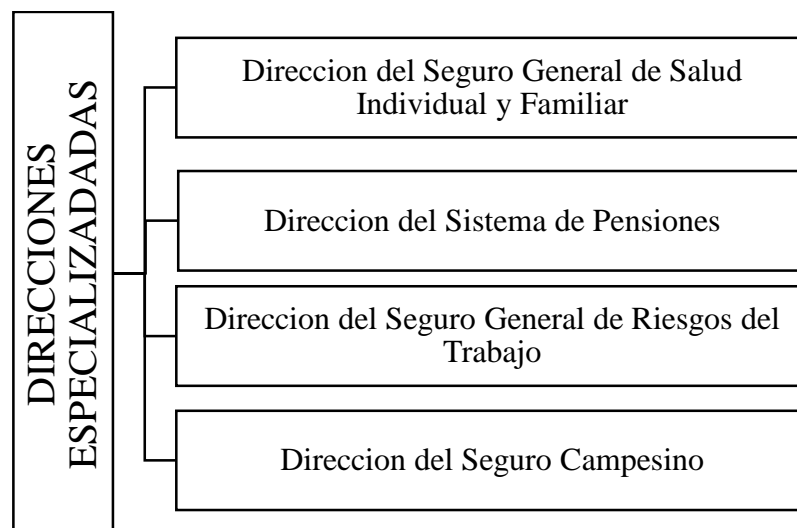 DIRECCIONES
ESPECIALIZADADAS
Direccion del Seguro General de Salud
Individual y Familiar
Direccion del Sistema de Pensiones
Direccion del Seguro General de Riesgos del
Trabajo
Direccion del Seguro Campesino